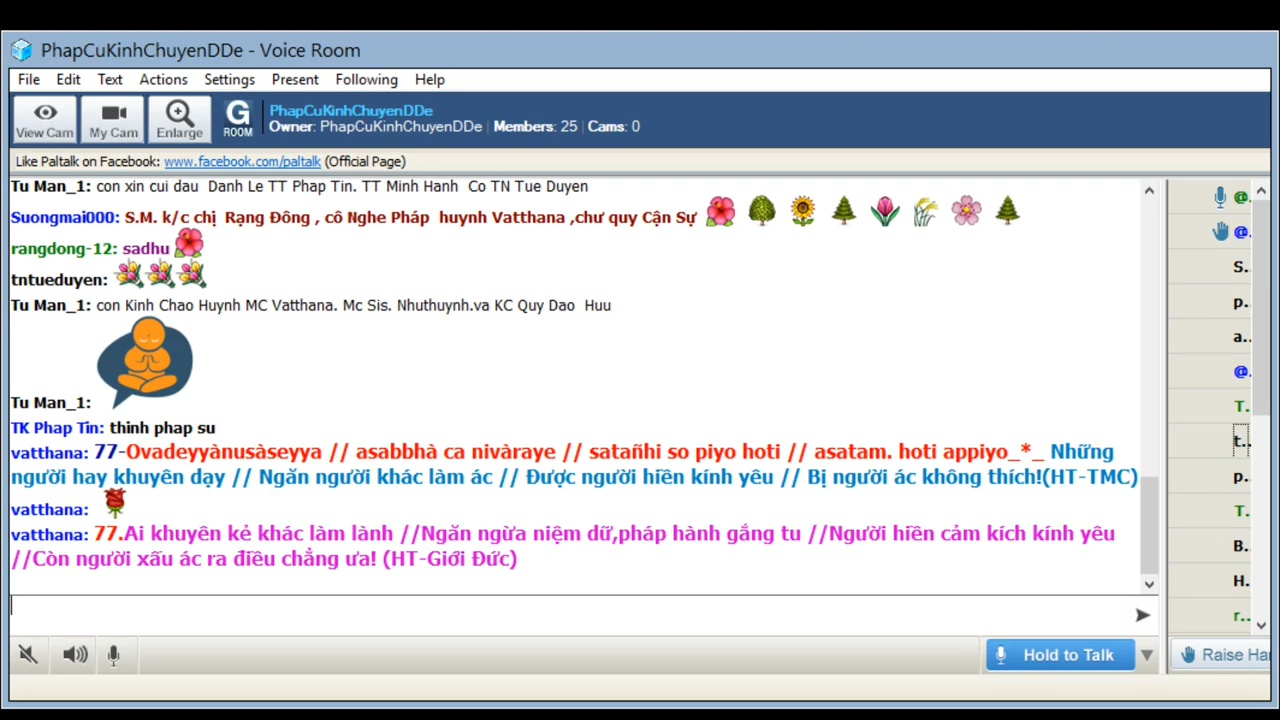 PhapCuKinhChuyenDDe - Voice Room
File Edit Text Actions Settings Present Following Help
View Cam My Cam Enlarge G ROOM
PhapCuKinhChuyenDDe
Owner: PhapCuKinhChuyenDDe | Members: 25 | Cams: 0
Like Paltalk on Facebook: www.facebook.com/paltalk (Official Page)
Tu Man_1: con xin cui dau Danh Le TT Phap Tin. TT Minh Hanh Co TN Tue Duyen
Suongmai000: S.M. k/c chị Rạng Đông , cô Nghe Pháp huynh Vatthana ,chư quy Cận Sự
rangdong-12: sadhu
tntueduyen:
Tu Man_1: con Kinh Chao Huynh MC Vatthana. Mc Sis. Nhuthuynh.va KC Quy Dao Huu
Tu Man_1:
TK Phap Tin: thinh phap su
vatthana: 77-Ovadeyyànusàseyya // asabbhà ca nivàraye // satañhi so piyo hoti // asatam. hoti appiyo_*_ Những
người hay khuyên dạy // Ngăn người khác làm ác // Được người hiền kính yêu // Bị người ác không thích!(HT-TMC)
vatthana:
vatthana: 77.Ai khuyên kẻ khác làm lành //Ngăn ngừa niệm dữ,pháp hành gắng tu //Người hiền cảm kích kính yêu
//Còn người xấu ác ra điều chẳng ưa! (HT-Giới Đức)
@.
@.
S.
p.
a..
@.
T.
t..
p.
T.
B.
H.
r..
Hold to Talk
Raise Ha